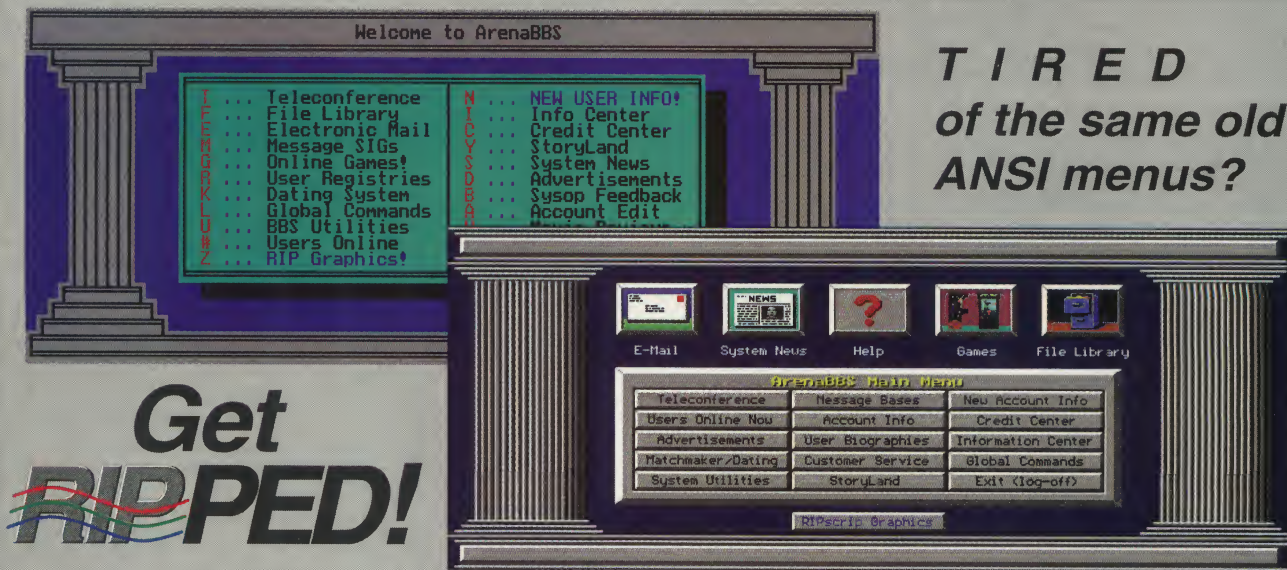 Welcome to ArenaBBS
T ... Teleconference
F ... File Library
E ... Electronic Mail
M ... Message SIGs
G ... Online Games!
R ... User Registries
K ... Dating System
L ... Global Commands
U ... BBS Utilities
# ... Users Online
Z ... RIP Graphics!
N ... NEW USER INFO!
I ... Info Center
C ... Credit Center
Y ... StoryLand
S ... System News
D ... Advertisements
B ... Sysop Feedback
A ... Account Edit
TIRED
of the same old
ANSI menus?
NEWS
?
E-Mail
System News
Help
Games
File Library
ArenaBBS Main Menu
Teleconference
Message Bases
New Account Info
Users Online Now
Account Info
Credit Center
Advertisements
User Biographies
Information Center
Matchmaker/Dating
Customer Service
Global Commands
System Utilities
StoryLand
Exit (log-off)
RIPscrip Graphics
Get
RIPPED!